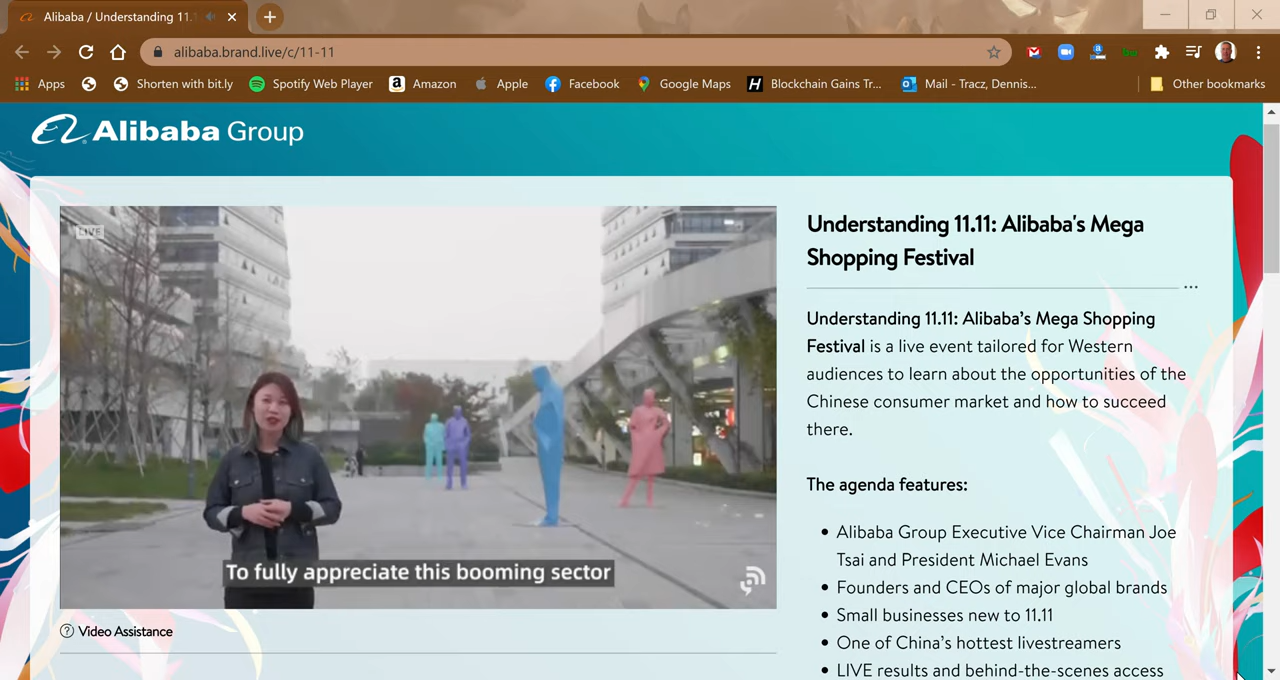 Alibaba / Understanding 11.1
alibaba.brand.live/c/11-11
Apps
Shorten with bit.ly
Spotify Web Player
Amazon
Apple
Facebook
Google Maps
Blockchain Gains Tr...
Mail - Tracz, Dennis...
Other bookmarks
Alibaba Group
LIVE
To fully appreciate this booming sector
Video Assistance
Understanding 11.11: Alibaba's Mega
Shopping Festival
...
Understanding 11.11: Alibaba's Mega Shopping
Festival is a live event tailored for Western
audiences to learn about the opportunities of the
Chinese consumer market and how to succeed
there.
The agenda features:
• Alibaba Group Executive Vice Chairman Joe
Tsai and President Michael Evans
• Founders and CEOs of major global brands
• Small businesses new to 11.11
• One of China's hottest livestreamers
• LIVE results and behind-the-scenes access